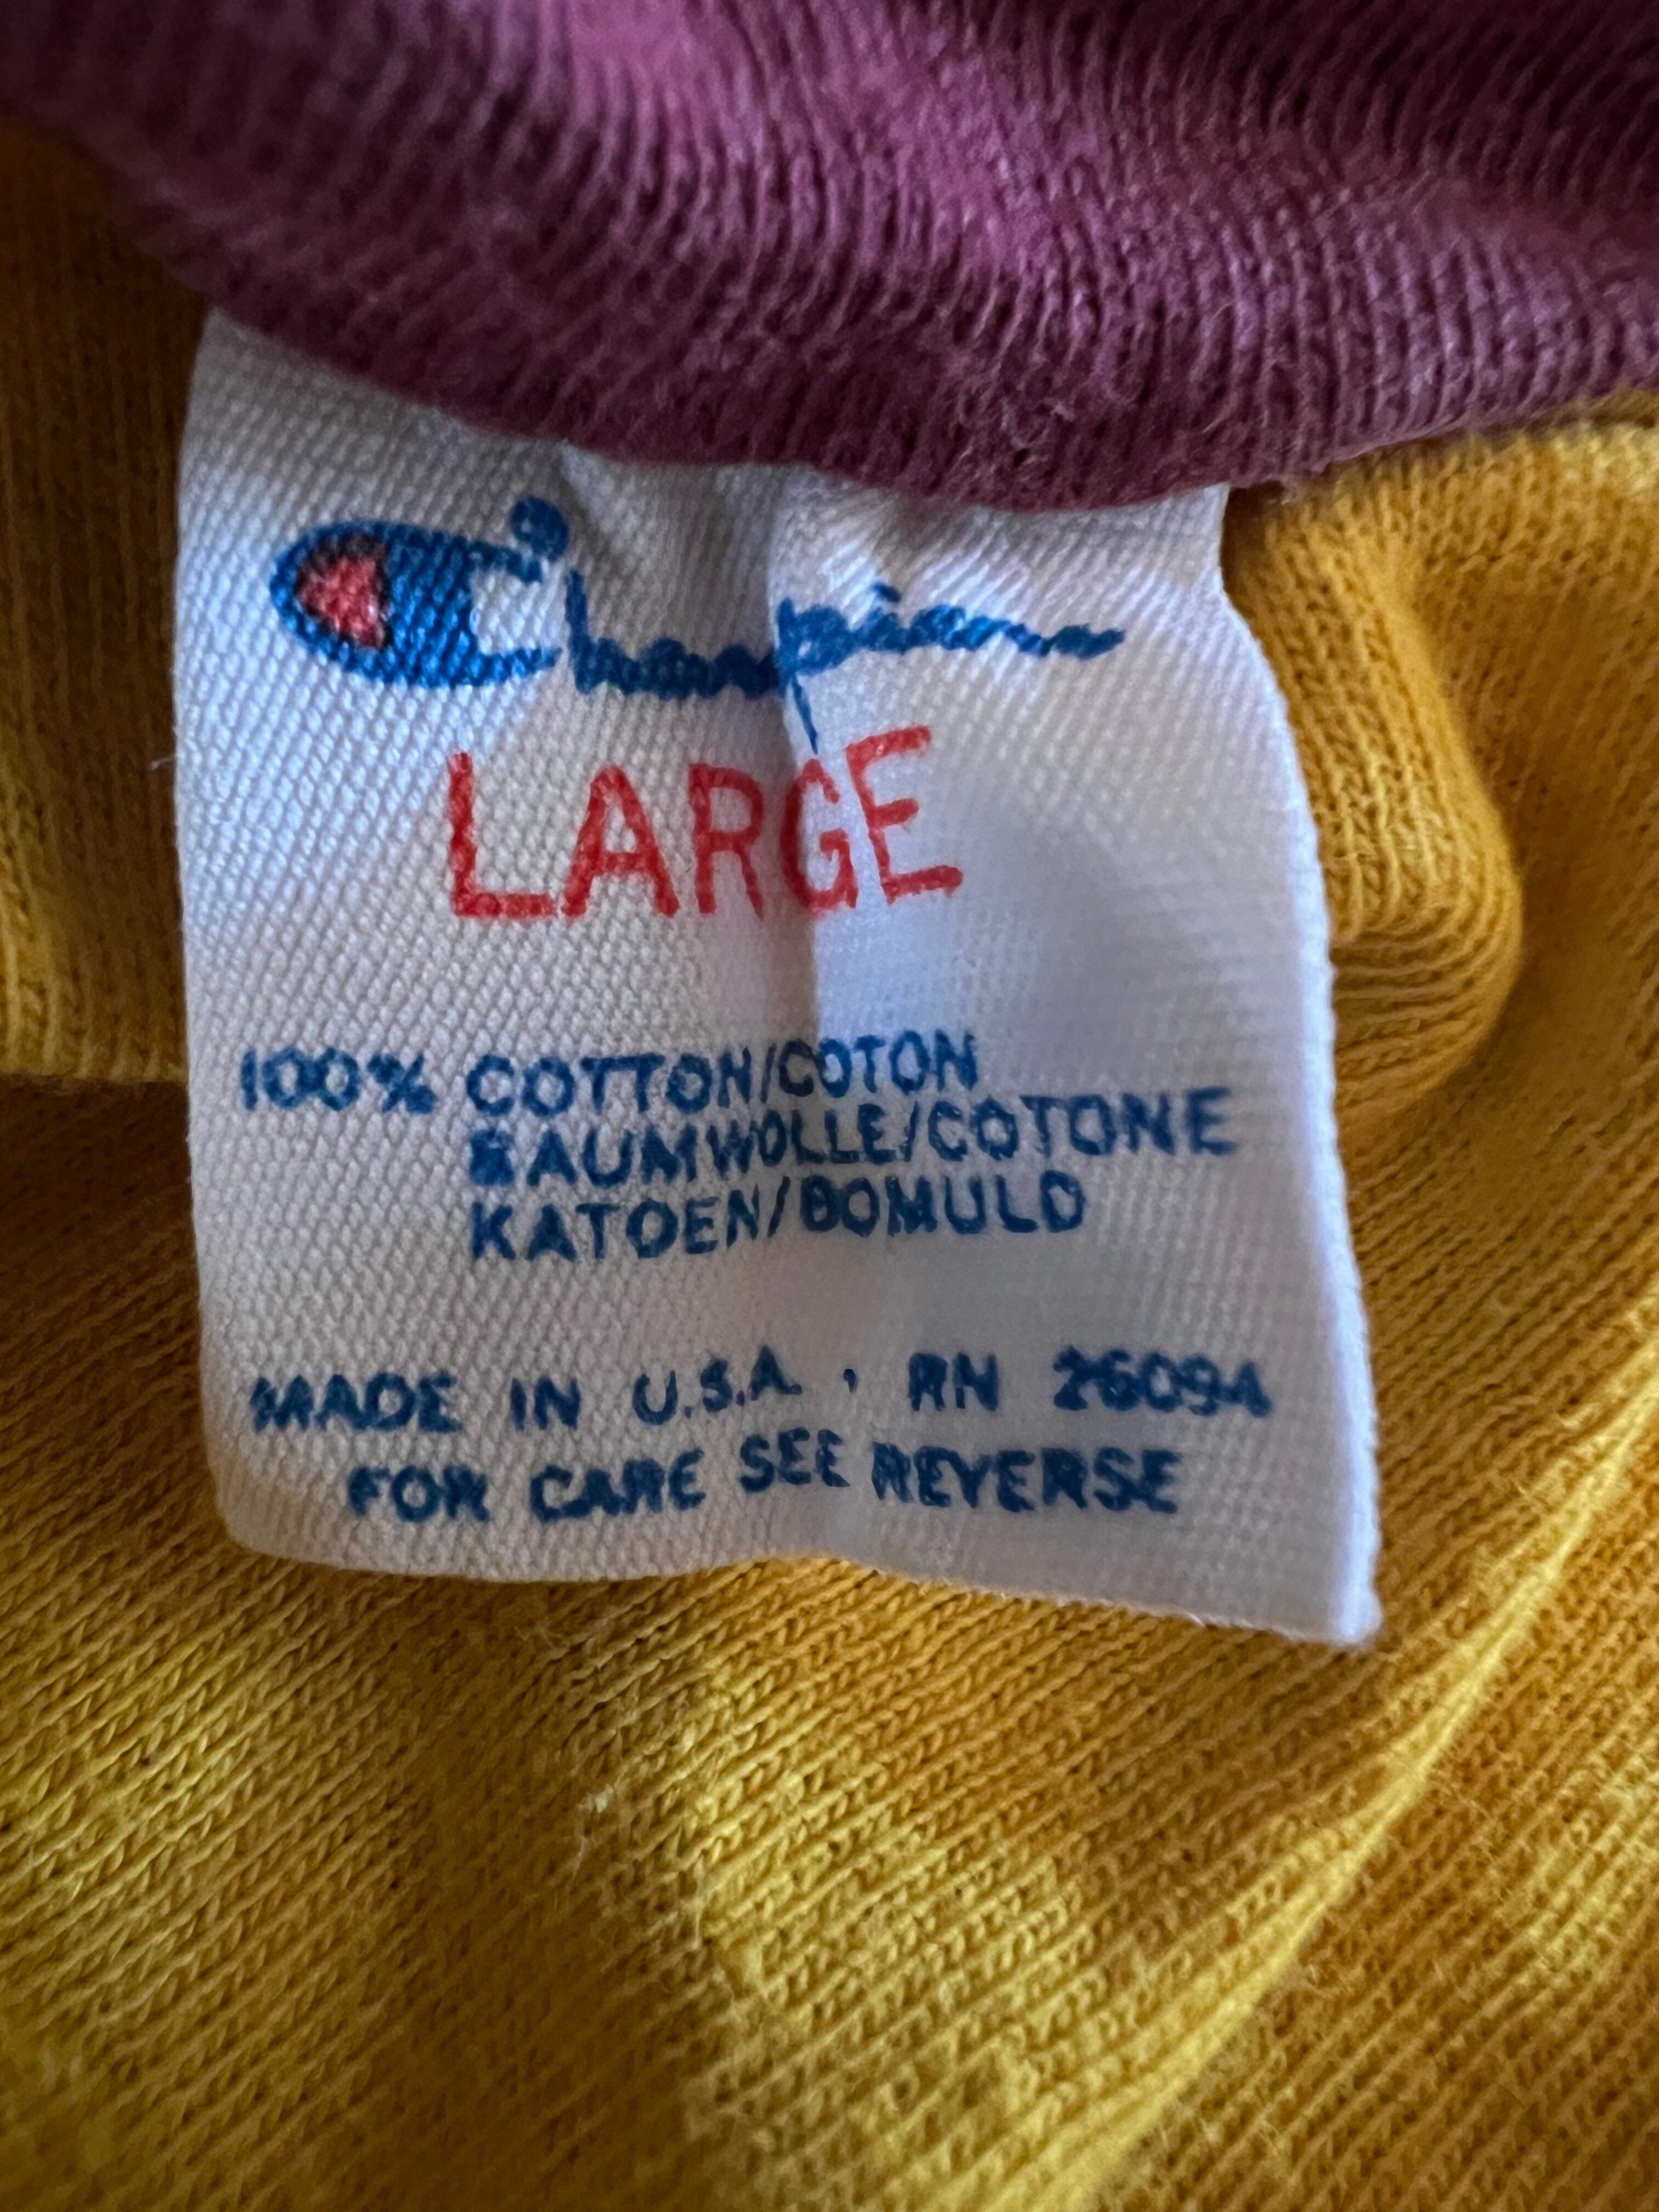 Champion
LARGE
100% COTTON/COTON
BAUMWOLLE/COTONE
KATOEN/BOMULD
MADE IN U.S.A. · RN 26094
FOR CARE SEE REVERSE